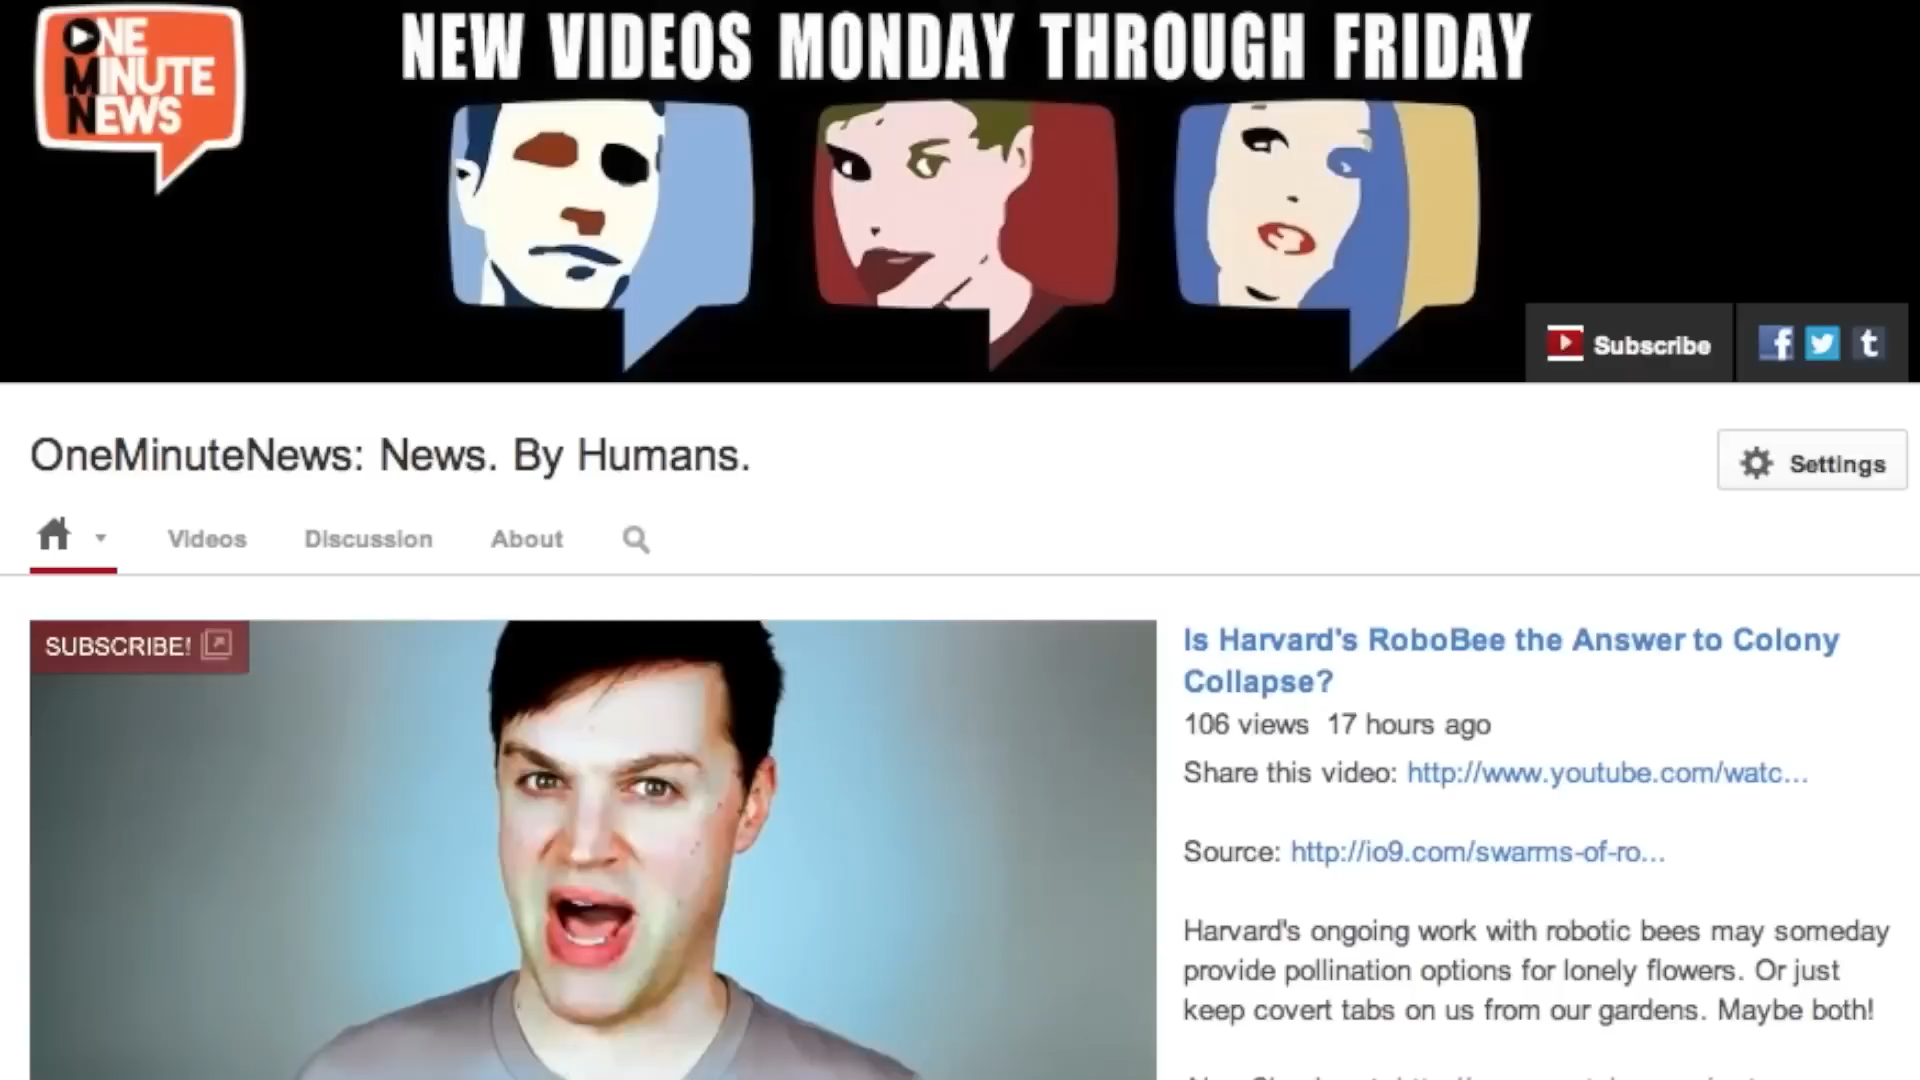 ONE
MINUTE
NEWS
NEW VIDEOS MONDAY THROUGH FRIDAY
Subscribe
f
t
OneMinuteNews: News. By Humans.
Settings
Videos
Discussion
About
SUBSCRIBE!
Is Harvard's RoboBee the Answer to Colony
Collapse?
106 views 17 hours ago
Share this video: http://www.youtube.com/watc...
Source: http://io9.com/swarms-of-ro...
Harvard's ongoing work with robotic bees may someday
provide pollination options for lonely flowers. Or just
keep covert tabs on us from our gardens. Maybe both!